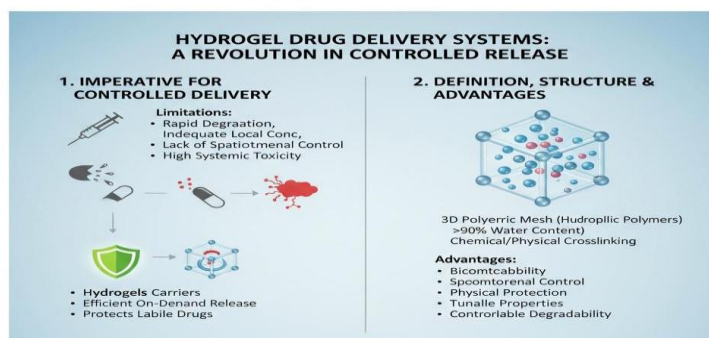 HYDROGEL DRUG DELIVERY SYSTEMS:
A REVOLUTION IN CONTROLLED RELEASE
1. IMPERATIVE FOR
CONTROLLED DELIVERY
Limitations:
• Rapid Degraation,
Indequate Local Conc,
• Lack of Spatiotmenal Control
• High Systemic Toxicity
• Hydrogels Carriers
• Efficient On-Denand Release
• Protects Labile Drugs
2. DEFINITION, STRUCTURE &
ADVANTAGES
3D Polyerric Mesh (Hudropllic Polymers)
>90% Water Content)
Chemical/Physical Crosslinking
Advantages:
• Bicomtcabbility
• Spcomtorenal Control
• Physical Protection
• Tunalle Properties
• Controrlable Degradability